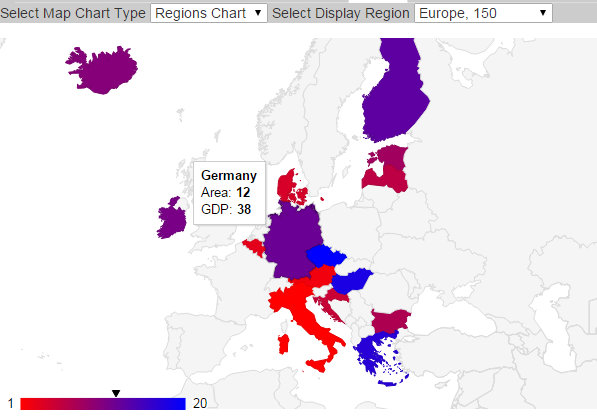 Select Map Chart Type Regions Chart Select Display Region Europe, 150
Germany
Area: 12
GDP: 38
1 20